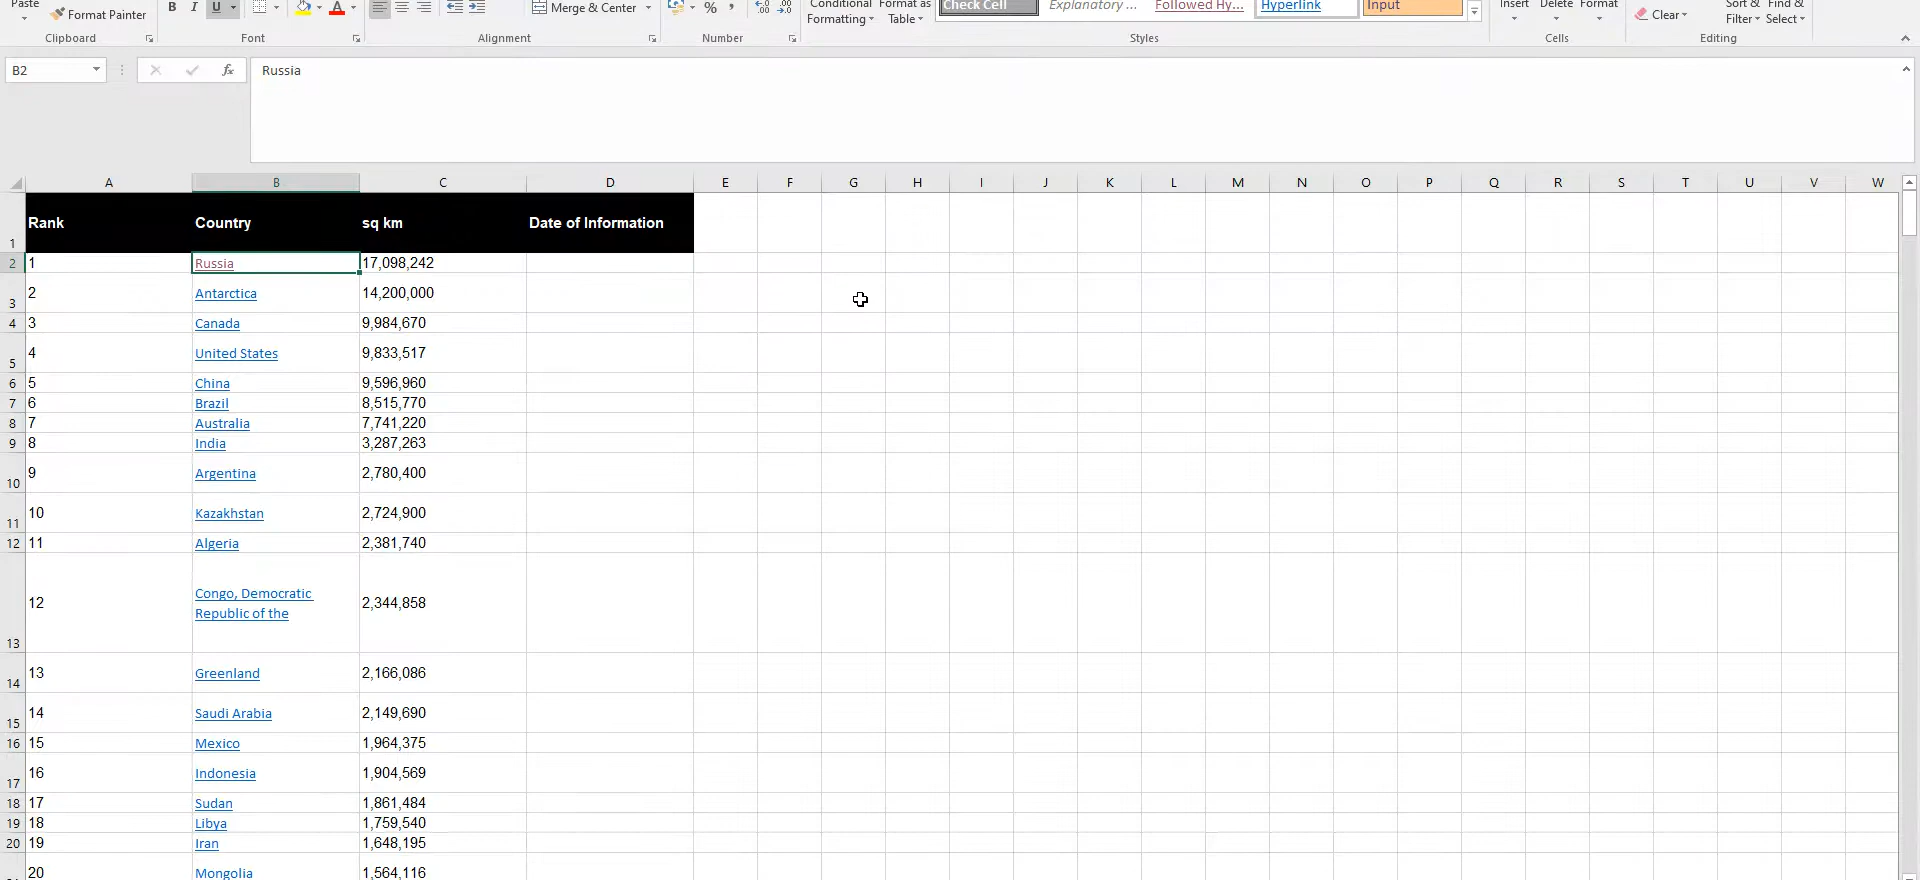 Paste
Format Painter
B I U
Merge & Center
%
Conditional Formatting
Format as Table
Check Cell
Explanatory ...
Followed Hy...
Hyperlink
Input
Insert
Delete
Format
Clear
Sort & Filter
Find & Select
Clipboard
Font
Alignment
Number
Styles
Cells
Editing
B2
fx
Russia
A B C D E F G H I J K L M N O P Q R S T U V W
1 Rank Country sq km Date of Information
2 1 Russia 17,098,242
3 2 Antarctica 14,200,000
4 3 Canada 9,984,670
5 4 United States 9,833,517
6 5 China 9,596,960
7 6 Brazil 8,515,770
8 7 Australia 7,741,220
9 8 India 3,287,263
10 9 Argentina 2,780,400
11 10 Kazakhstan 2,724,900
12 11 Algeria 2,381,740
13 12 Congo, Democratic
Republic of the 2,344,858
14 13 Greenland 2,166,086
15 14 Saudi Arabia 2,149,690
16 15 Mexico 1,964,375
17 16 Indonesia 1,904,569
18 17 Sudan 1,861,484
19 18 Libya 1,759,540
20 19 Iran 1,648,195
20 Mongolia 1,564,116